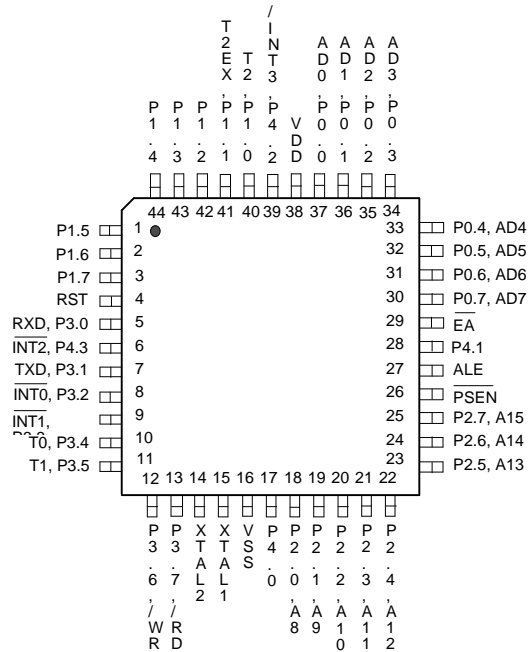 P1.4
P1.3
P1.2
T2EX,P1.1
T2,P1.0
/INT3,P4.2
VDD
AD0,P0.0
AD1,P0.1
AD2,P0.2
AD3,P0.3
44 43 42 41 40 39 38 37 36 35 34
P1.5 1
P1.6 2
P1.7 3
RST 4
RXD, P3.0 5
INT2, P4.3 6
TXD, P3.1 7
INT0, P3.2 8
INT1, 9
T0, P3.4 10
T1, P3.5 11
33 P0.4, AD4
32 P0.5, AD5
31 P0.6, AD6
30 P0.7, AD7
29 EA
28 P4.1
27 ALE
26 PSEN
25 P2.7, A15
24 P2.6, A14
23 P2.5, A13
12 13 14 15 16 17 18 19 20 21 22
P3.6,/WR
P3.7,/RD
XTAL2
XTAL1
VSS
P4.0
P2.0,A8
P2.1,A9
P2.2,A10
P2.3,A11
P2.4,A12